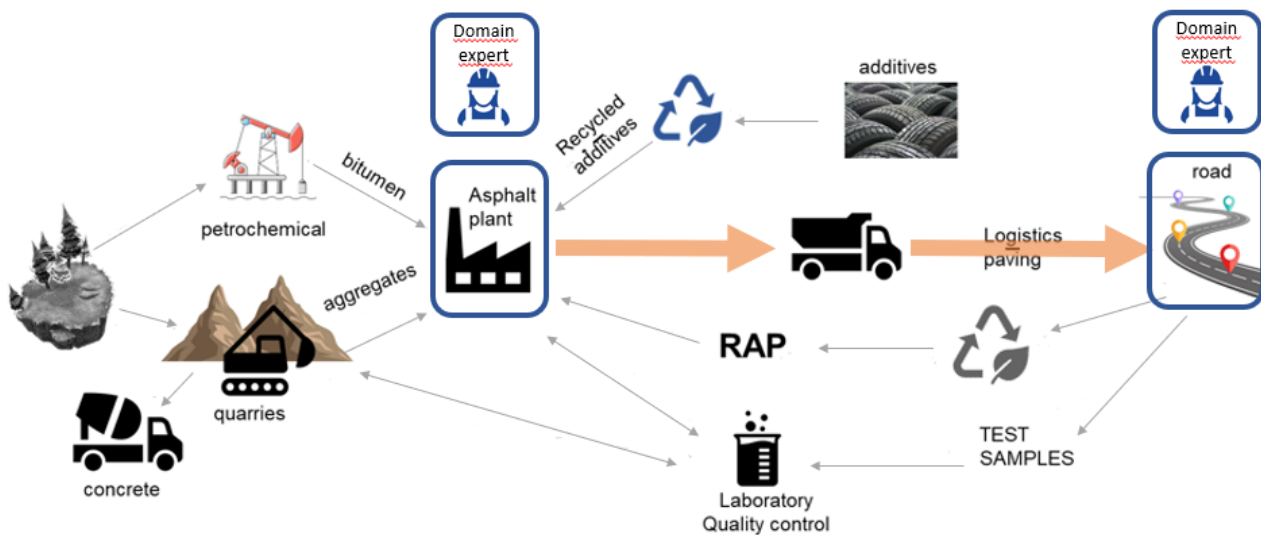 Domain
expert
Domain
expert
additives
Recycled
additives
bitumen
Asphalt
plant
road
petrochemical
Logistics
paving
aggregates
RAP
quarries
TEST
SAMPLES
concrete
Laboratory
Quality control